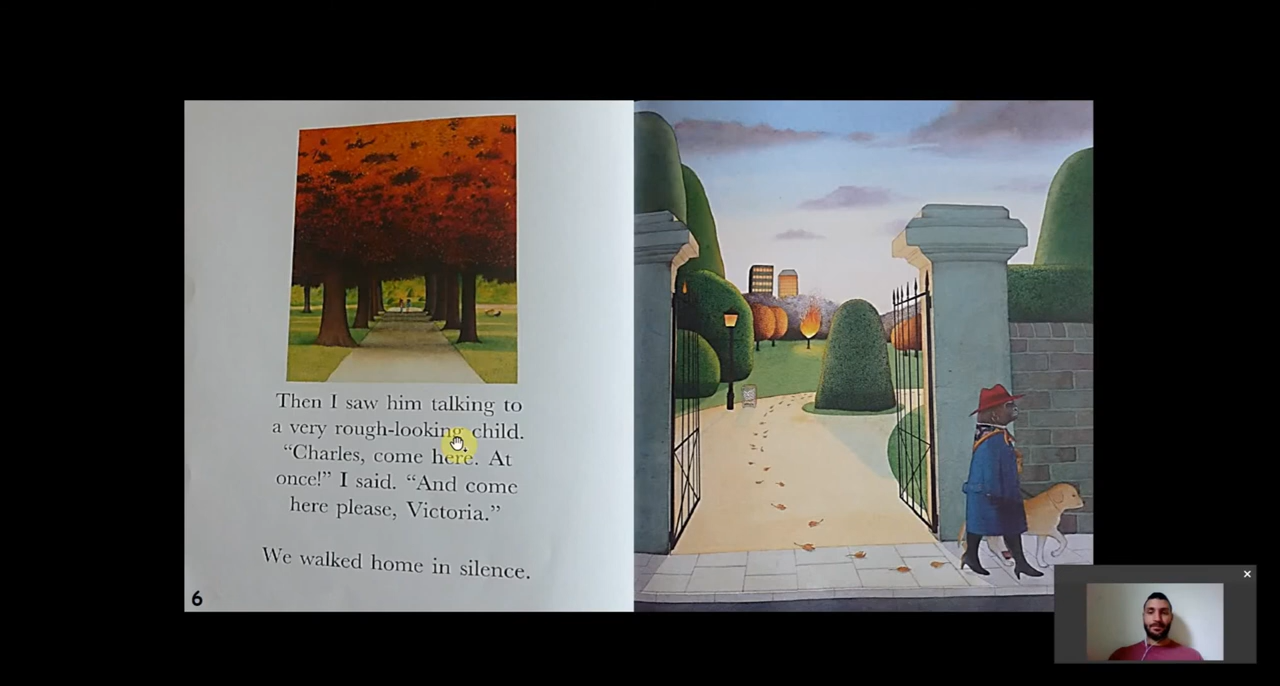 Then I saw him talking to
a very rough-looking child.
“Charles, come here. At
once!” I said. “And come
here please, Victoria.”
We walked home in silence.
6